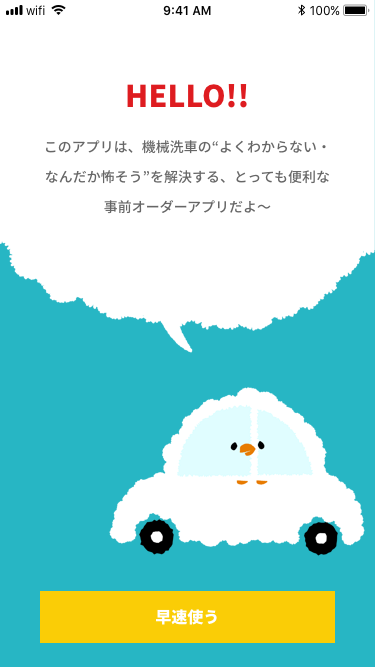 wifi 9:41 AM 100%
HELLO!!
このアプリは、機械洗車の“よくわからない・
なんだか怖そう”を解決する、とっても便利な
事前オーダーアプリだよ〜
早速使う